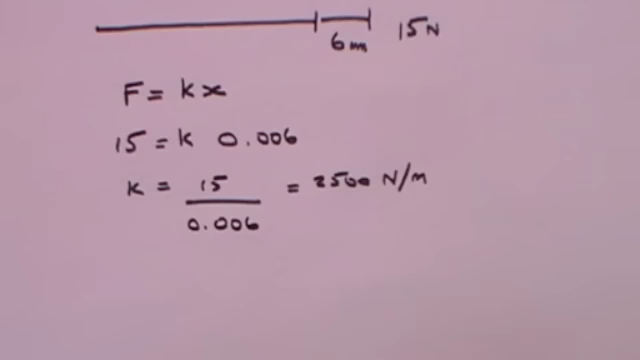 6m 15N
F = kx
15 = k 0.006
k = 15 / 0.006 = 2500 N/m